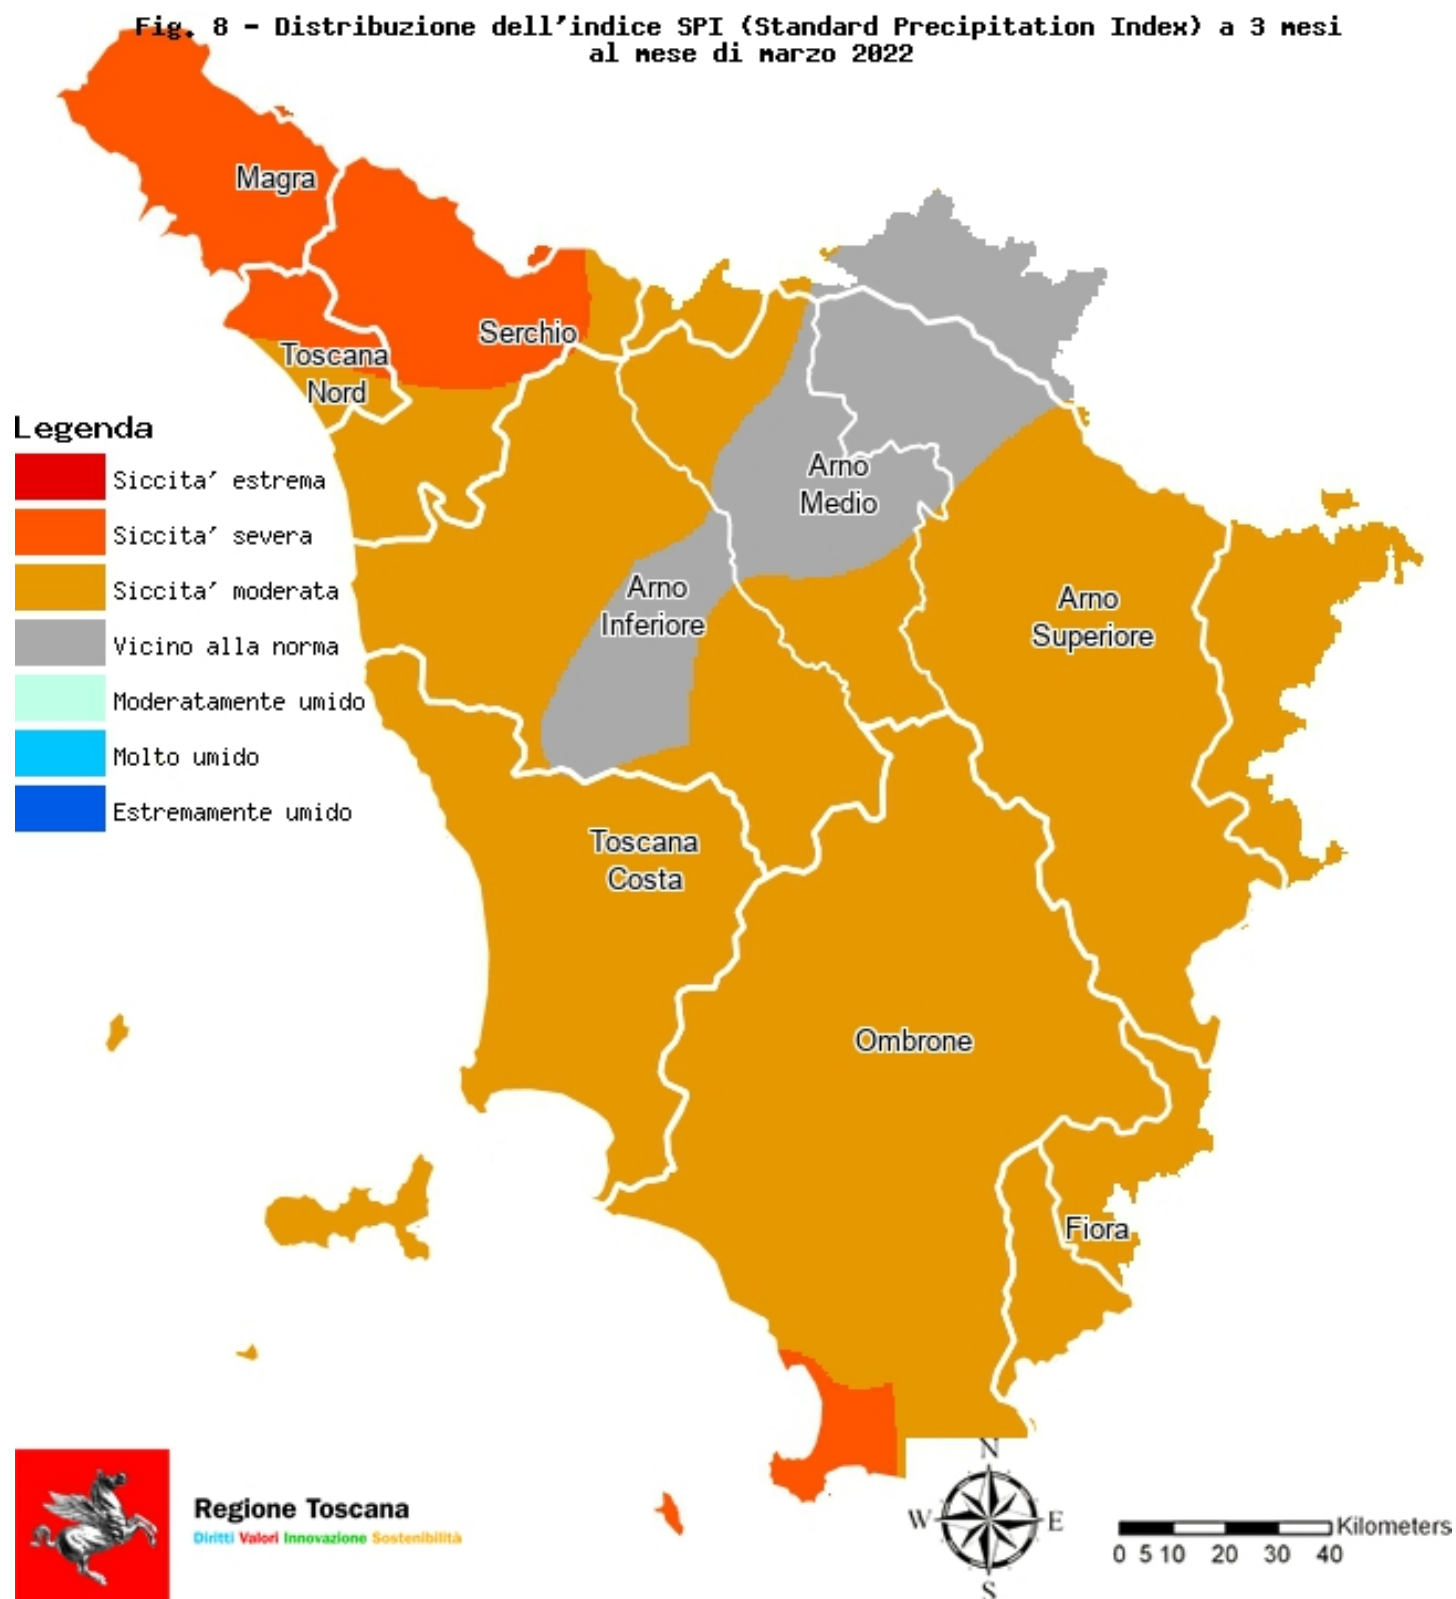 Fig. 8 - Distribuzione dell'indice SPI (Standard Precipitation Index) a 3 mesi
al mese di marzo 2022
Magra
Serchio
Toscana
Nord
Legenda
Siccita' estrema
Siccita' severa
Siccita' moderata
Vicino alla norma
Moderatamente umido
Molto umido
Estremamente umido
Arno
Medio
Arno
Inferiore
Arno
Superiore
Toscana
Costa
Ombrone
Fiora
Regione Toscana
Diritti Valori Innovazione Sostenibilità
N
W E
S
Kilometers
0 5 10 20 30 40